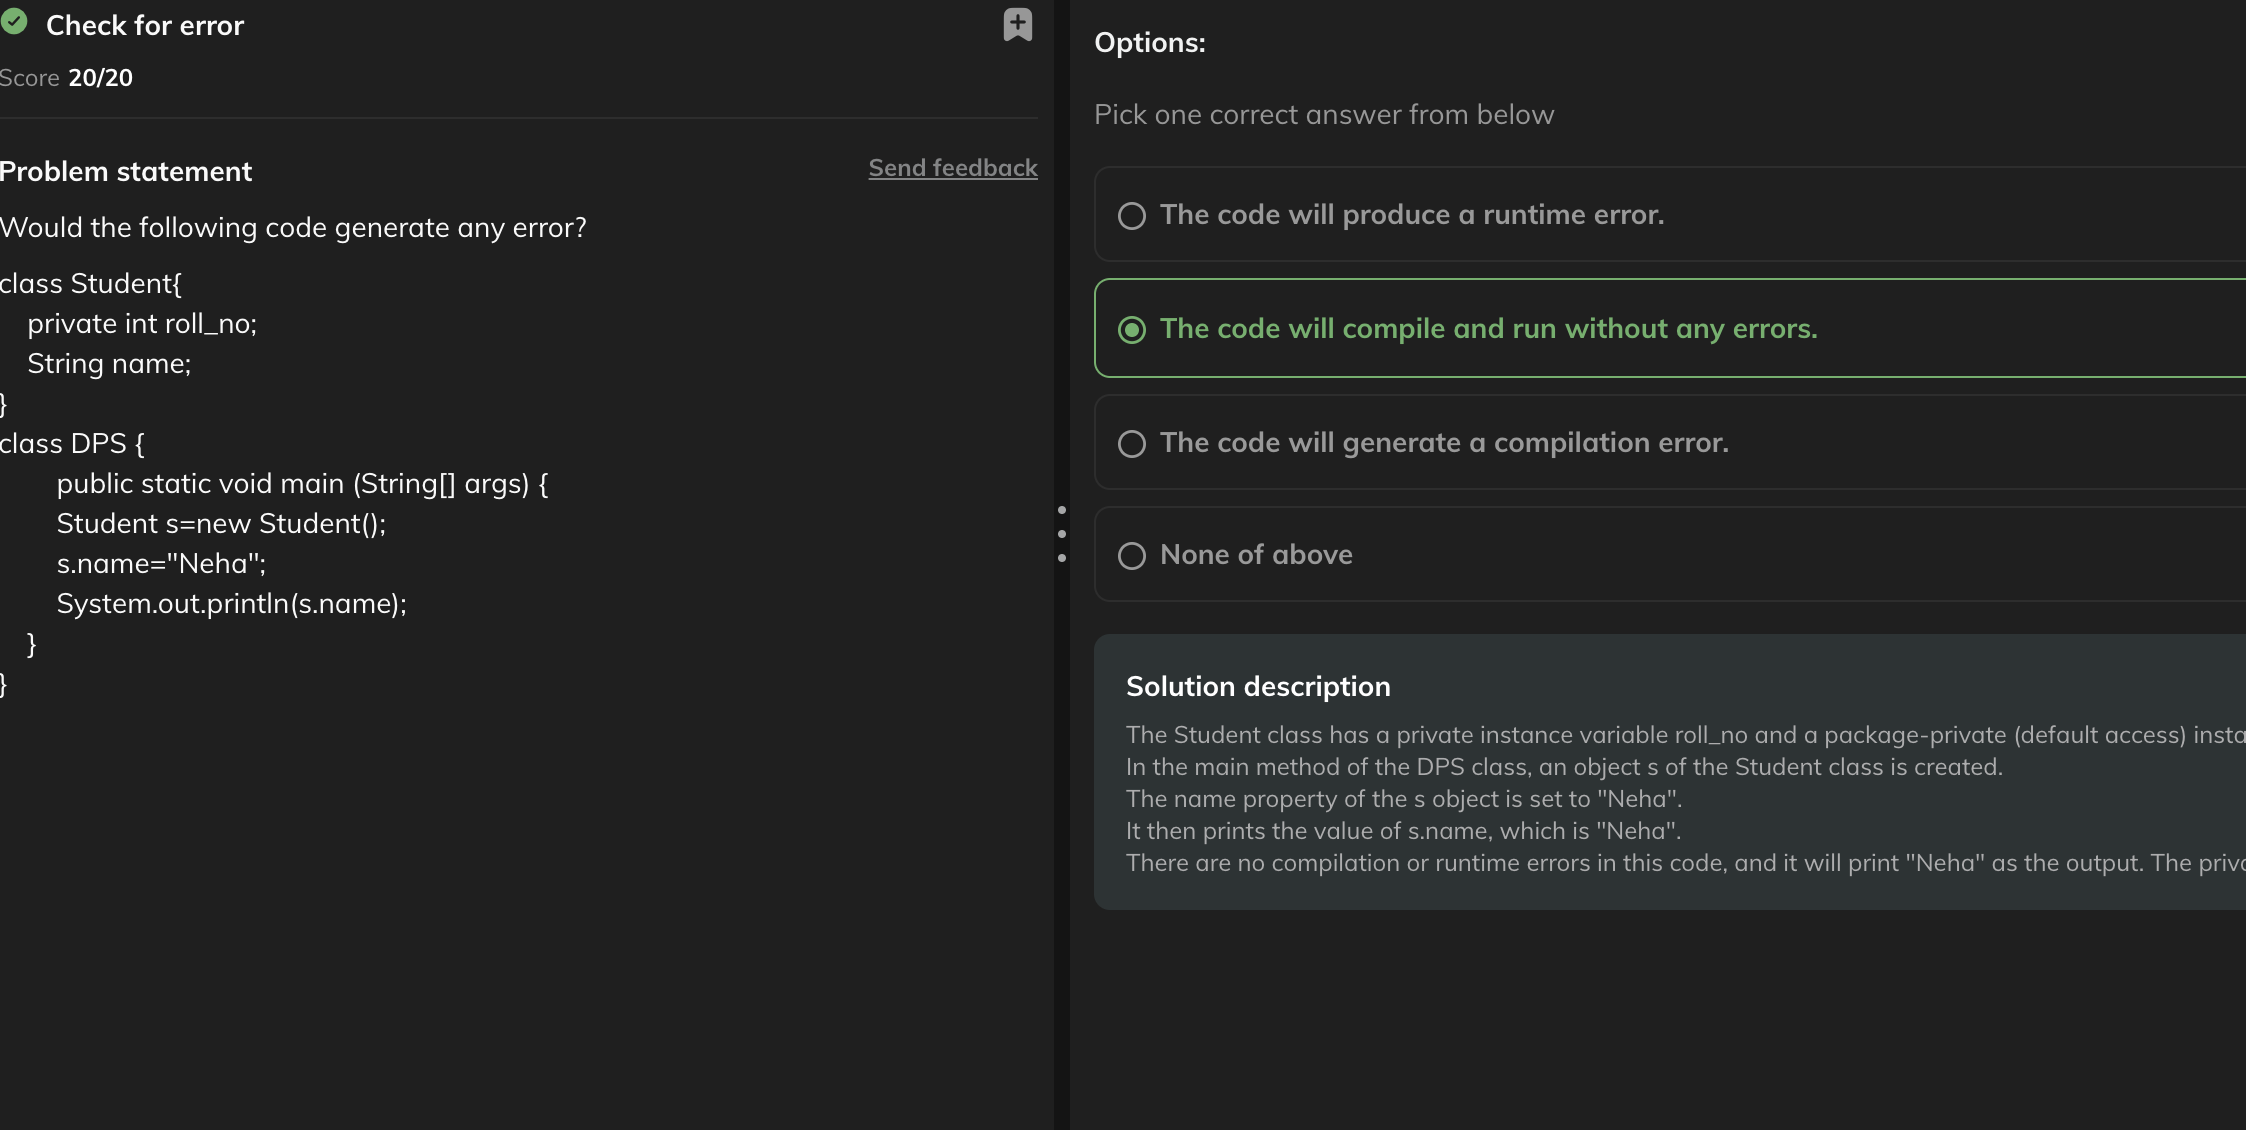 Check for error
Score 20/20
Problem statement
Send feedback
Would the following code generate any error?
class Student{
private int roll_no;
String name;
}
class DPS {
public static void main (String[] args) {
Student s=new Student();
s.name="Neha";
System.out.println(s.name);
}
}
Options:
Pick one correct answer from below
The code will produce a runtime error.
The code will compile and run without any errors.
The code will generate a compilation error.
None of above
Solution description
The Student class has a private instance variable roll_no and a package-private (default access)
In the main method of the DPS class, an object s of the Student class is created.
The name property of the s object is set to "Neha".
It then prints the value of s.name, which is "Neha".
There are no compilation or runtime errors in this code, and it will print "Neha" as the output. The